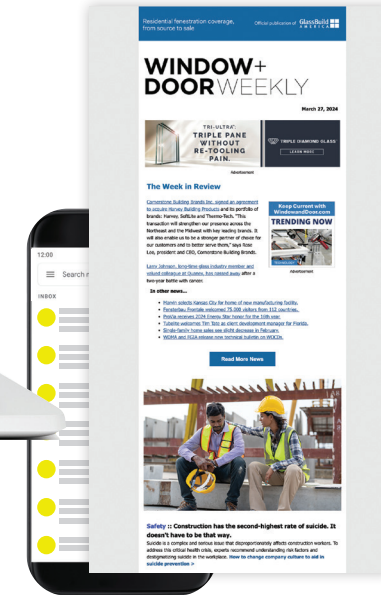 Residential fenestration coverage,
from source to sale
Official publication of GlassBuild
AMERICA
WINDOW+
DOOR WEEKLY
March 27, 2024
TRI-ULTRA:
TRIPLE PANE
WITHOUT
RE-TOOLING
PAIN.
TRIPLE DIAMOND GLASS
LEARN MORE
Advertisement
The Week in Review
Cornerstone Building Brands Inc. signed an agreement
to acquire Harvey Building Products and its portfolio of
brands: Harvey, SoftLite and Thermo-Tech. "This
transaction will strengthen our presence across the
Northeast and the Midwest with key leading brands. It
will also enable us to be a stronger partner of choice for
our customers and to better serve them," says Rose
Lee, president and CEO, Cornerstone Building Brands.
Keep Current with
WindowandDoor.com
TRENDING NOW
TECHNOLOGY
Advertisement
Larry Johnson, long-time glass industry member and
valued colleague at Quanex, has passed away after a
two-year battle with cancer.
In other news...
• Marvin selects Kansas City for home of new manufacturing facility.
• Fensterbau Frontale welcomed 75,000 visitors from 112 countries.
• ProVia receives 2024 Energy Star honor for the 16th year.
• Tubelite welcomes Tim Tatz as client development manager for Florida.
• Single-family home sales see slight decrease in February.
• WDMA and FGIA release new technical bulletin on WOCDs.
Read More News
Safety :: Construction has the second-highest rate of suicide. It
doesn't have to be that way.
Suicide is a complex and serious issue that disproportionately affects construction workers. To
address this critical health crisis, experts recommend understanding risk factors and
destigmatizing suicide in the workplace. How to change company culture to aid in
suicide prevention >
12:00
Search
INBOX